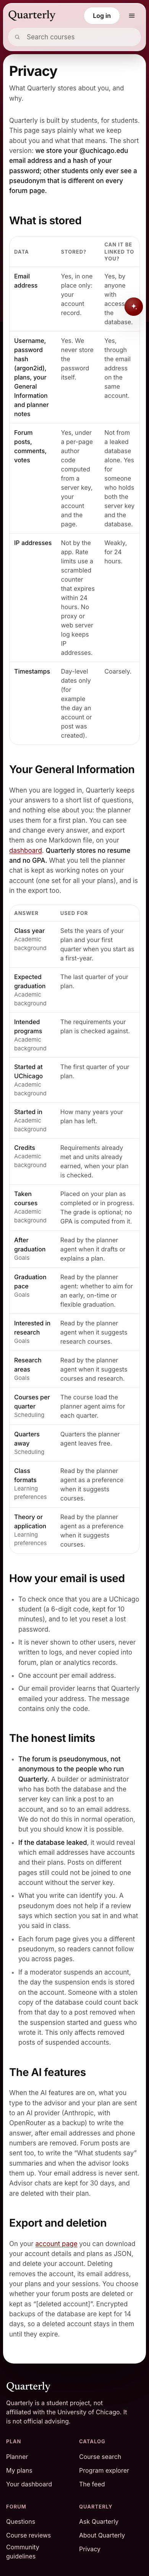 Quarterly
Log in
Search courses
Privacy
What Quarterly stores about you, and
why.
Quarterly is built by students, for students.
This page says plainly what we keep
about you and what that means. The short
version: we store your @uchicago.edu
email address and a hash of your
password; other students only ever see a
pseudonym that is different on every
forum page.
What is stored
DATA
STORED?
CAN IT BE
LINKED TO
YOU?
Email
address
Yes, in one
place only:
your
account
record.
Yes, by
anyone
with
access
the
database.
Username,
password
hash
(argon2id),
plans, your
General
Information
and planner
notes
Yes. We
never store
the
password
itself.
Yes,
through
the email
address
on the
same
account.
Forum
posts,
comments,
votes
Yes, under
a per-page
author
code
computed
from a
server key,
your
account
and the
page.
Not from
a leaked
database
alone. Yes
for
someone
who holds
both the
server key
and the
database.
IP addresses
Not by the
app. Rate
limits use a
scrambled
counter
that expires
within 24
hours. No
proxy or
web server
log keeps
IP
addresses.
Weakly,
for 24
hours.
Timestamps
Day-level
dates only
(for
example
the day an
account or
post was
created).
Coarsely.
Your General Information
When you are logged in, Quarterly keeps
your answers to a short list of questions,
and nothing else about you: the planner
uses them for a first plan. You can see
and change every answer, and export
them all as one Markdown file, on your
dashboard. Quarterly stores no resume
and no GPA. What you tell the planner
chat is kept as working notes on your
account (one set for all your plans), and is
in the export too.
ANSWER
USED FOR
Class year
Academic
background
Sets the years of your
plan and your first
quarter when you start as
a first-year.
Expected
graduation
Academic
background
The last quarter of your
plan.
Intended
programs
Academic
background
The requirements your
plan is checked against.
Started at
UChicago
Academic
background
The first quarter of your
plan.
Started in
Academic
background
How many years your
plan has left.
Credits
Academic
background
Requirements already
met and units already
earned, when your plan
is checked.
Taken
courses
Academic
background
Placed on your plan as
completed or in progress.
The grade is optional; no
GPA is computed from it.
After
graduation
Goals
Read by the planner
agent when it drafts or
explains a plan.
Graduation
pace
Goals
Read by the planner
agent: whether to aim for
an early, on-time or
flexible graduation.
Interested in
research
Goals
Read by the planner
agent when it suggests
research courses.
Research
areas
Goals
Read by the planner
agent when it suggests
courses and research.
Courses per
quarter
Scheduling
The course load the
planner agent aims for
each quarter.
Quarters
away
Scheduling
Quarters the planner
agent leaves free.
Class
formats
Learning
preferences
Read by the planner
agent as a preference
when it suggests
courses.
Theory or
application
Learning
preferences
Read by the planner
agent as a preference
when it suggests
courses.
How your email is used
To check once that you are a UChicago
student (a 6-digit code, kept for 10
minutes), and to let you reset a lost
password.
It is never shown to other users, never
written to logs, and never copied into
forum, plan or analytics records.
One account per email address.
Our email provider learns that Quarterly
emailed your address. The message
contains only the code.
The honest limits
The forum is pseudonymous, not
anonymous to the people who run
Quarterly. A builder or administrator
who has both the database and the
server key can link a post to an
account, and so to an email address.
We do not build a tool that does this,
but you should know it is possible.
If the database leaked, it would reveal
which email addresses have accounts
and their plans. Posts on different
pages still could not be joined to one
account without the server key.
What you write can identify you. A
pseudonym does not help if a review
says which section you sat in and what
you said in class.
Each forum page gives you a different
pseudonym, so readers cannot follow
you across pages.
If a moderator suspends an account,
the day the suspension ends is stored
on the account. Someone with a stolen
copy of the database could count back
from that day to a post removed when
the suspension started and guess who
wrote it. This only affects removed
posts of suspended accounts.
The AI features
When the AI features are on, what you
type to the advisor and your plan are sent
to an AI provider (Anthropic, with
OpenRouter as a backup) to write the
answer, after email addresses and phone
numbers are removed. Forum posts are
sent too, to write the “What students say”
summaries and when the advisor looks
them up. Your email address is never sent.
Advisor chats are kept for 30 days, and
are deleted with their plan.
Export and deletion
On your account page you can download
your account details and plans as JSON,
and delete your account. Deleting
removes the account, its email address,
your plans and your sessions. You choose
whether your forum posts are deleted or
kept as “[deleted account]”. Encrypted
backups of the database are kept 14
days, so a deleted account stays in them
until they expire.
Quarterly
Quarterly is a student project, not
affiliated with the University of Chicago. It
is not official advising.
PLAN
Planner
My plans
Your dashboard
CATALOG
Course search
Program explorer
The feed
FORUM
Questions
Course reviews
Community
guidelines
QUARTERLY
Ask Quarterly
About Quarterly
Privacy